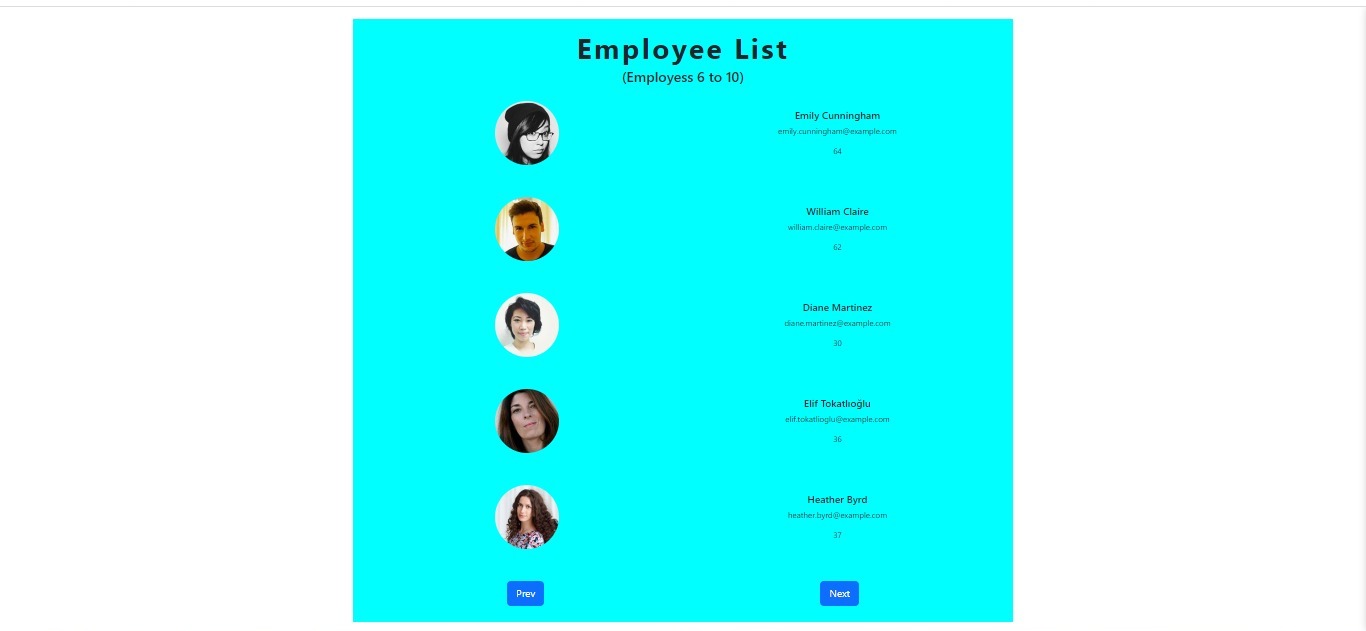 Employee List
(Employess 6 to 10)
Emily Cunningham
emily.cunningham@example.com
64
William Claire
william.claire@example.com
62
Diane Martinez
diane.martinez@example.com
30
Elif Tokatlıoğlu
elif.tokatlioglu@example.com
36
Heather Byrd
heather.byrd@example.com
37
Prev
Next